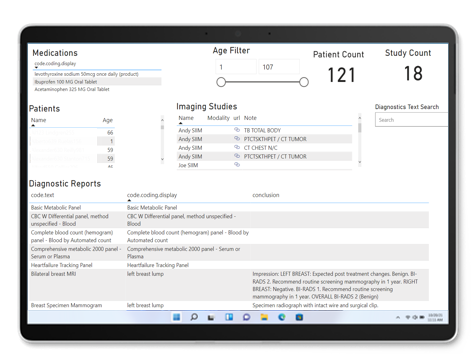 Medications
code.coding.display
levothyroxine sodium 50mcg once daily (product)
Ibuprofen 100 MG Oral Tablet
Acetaminophen 325 MG Oral Tablet
Age Filter
1
107
Patient Count
121
Study Count
18
Patients
Name
Age
66
1
59
59
Imaging Studies
Name Modality url Note
Andy SIIM TB TOTAL BODY
Andy SIIM PTCTSKTHFET / CT TUMOR
Andy SIIM CT CHEST N/C
Andy SIIM PTCTSKTHFET / CT TUMOR
Joe SIIM
Diagnostics Text Search
Search
Diagnostic Reports
code.text code.coding.display conclusion
Basic Metabolic Panel Basic Metabolic Panel
CBC W Differential panel, method unspecified - Blood
CBC W Differential panel, method unspecified - Blood
Complete blood count (hemogram) panel - Blood by Automated count
Complete blood count (hemogram) panel - Blood by Automated count
Comprehensive metabolic 2000 panel - Serum or Plasma
Comprehensive metabolic 2000 panel - Serum or Plasma
Heartfailure Tracking Panel Heartfailure Tracking Panel
Bilateral breast MRI left breast lump
Impression: LEFT BREAST: Expected post treatment changes. Benign. BI-
RADS 2. Recommend routine screening mammography in 1 year. RIGHT
BREAST: Negative. BI-RADS 1. Recommend routine screening
mammography in 1 year. OVERALL BI-RADS 2 (Benign)
Breast Specimen Mammogram left breast lump Specimen radiograph with intact wire and surgical clip.